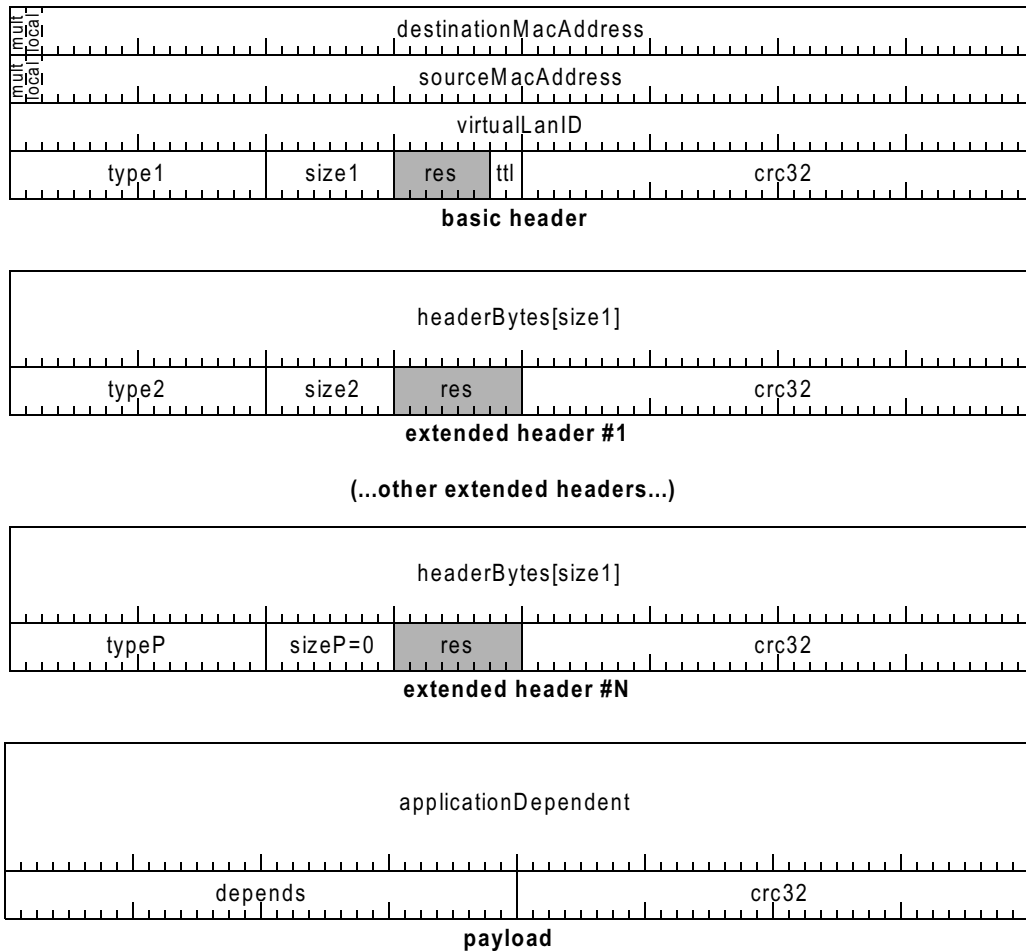 mult local destinationMacAddress
mult local sourceMacAddress
virtualLanID
type1 size1 res ttl crc32
basic header
headerBytes[size1]
type2 size2 res crc32
extended header #1
(...other extended headers...)
headerBytes[size1]
typeP sizeP=0 res crc32
extended header #N
applicationDependent
depends crc32
payload